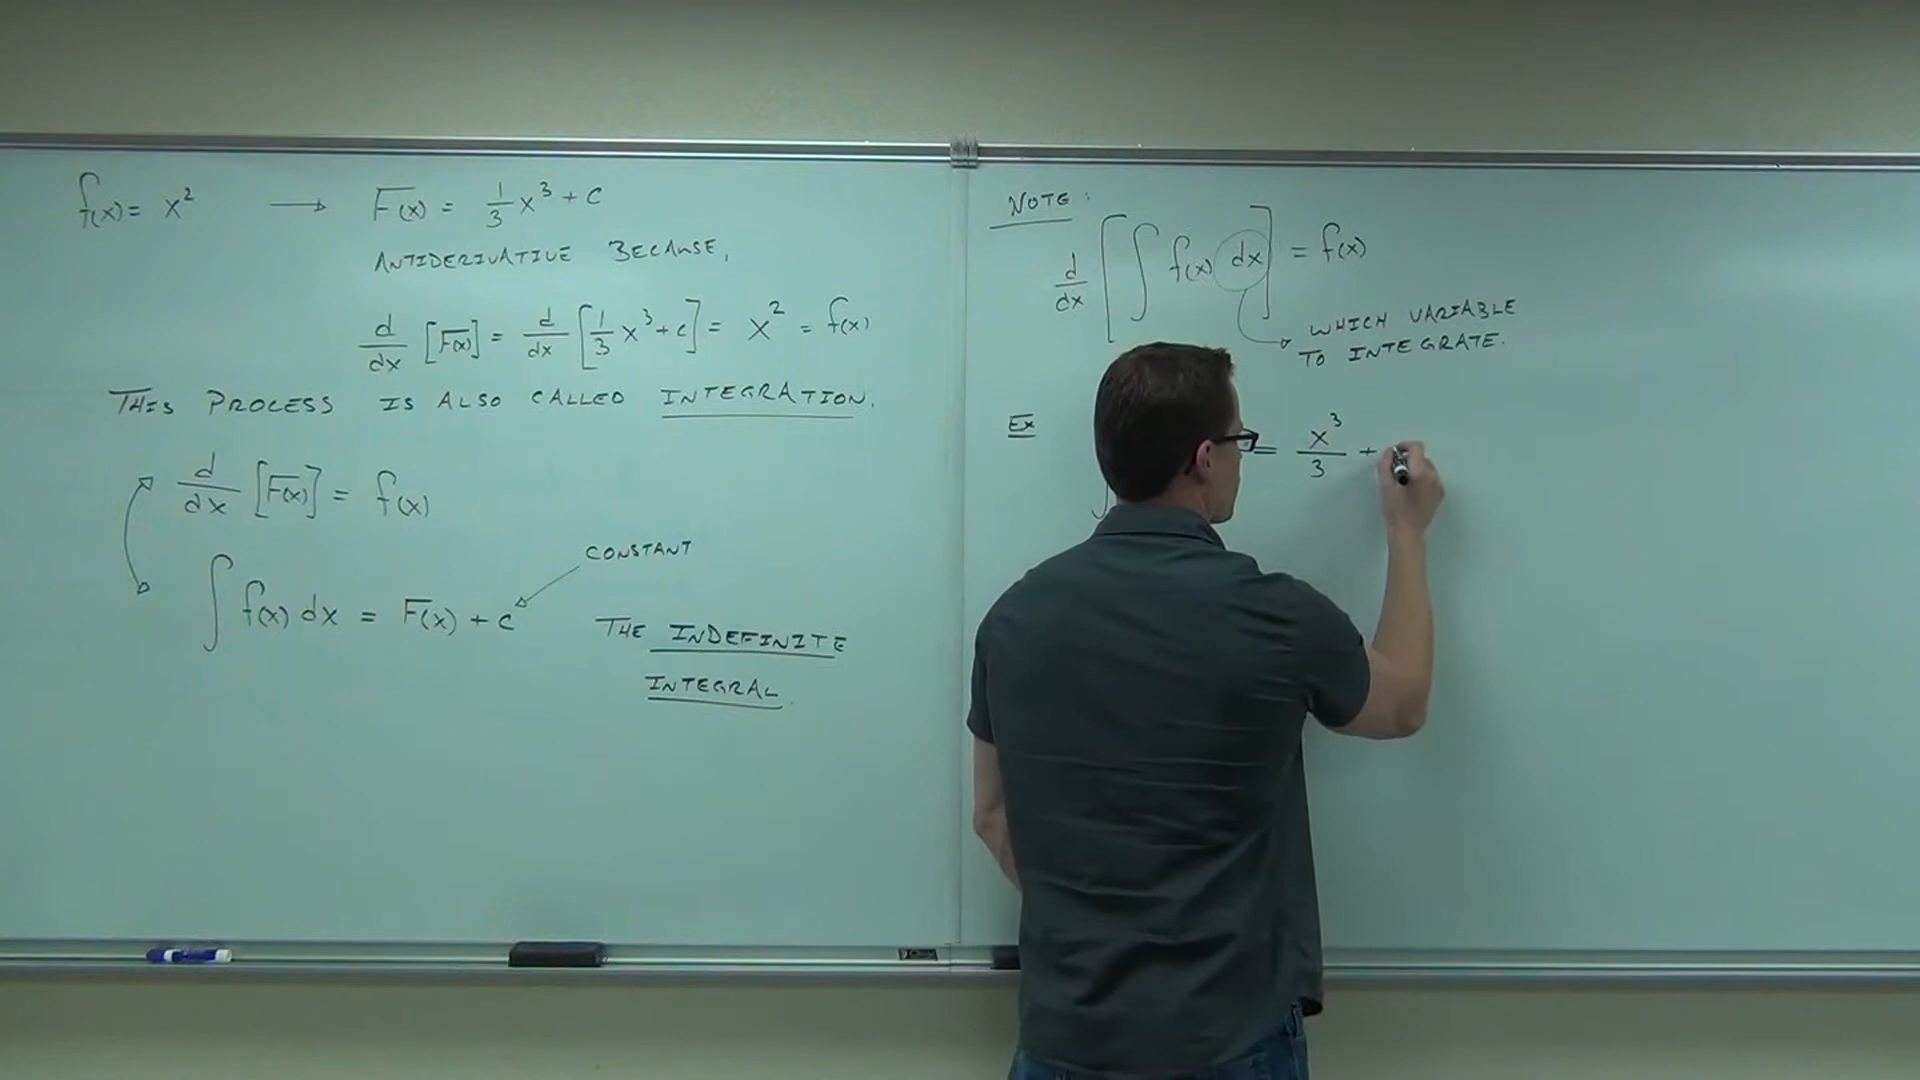 f(x) = x² → F(x) = 1/3 x³ + c
ANTIDERIVATIVE BECAUSE,
d/dx [F(x)] = d/dx [1/3 x³ + c] = x² = f(x)
THIS PROCESS IS ALSO CALLED INTEGRATION.
d/dx [F(x)] = f(x)
CONSTANT
∫ f(x) dx = F(x) + c
THE INDEFINITE
INTEGRAL.
NOTE:
d/dx [∫ f(x) dx] = f(x)
WHICH VARIABLE
TO INTEGRATE.
Ex ∫ = x³/3 +